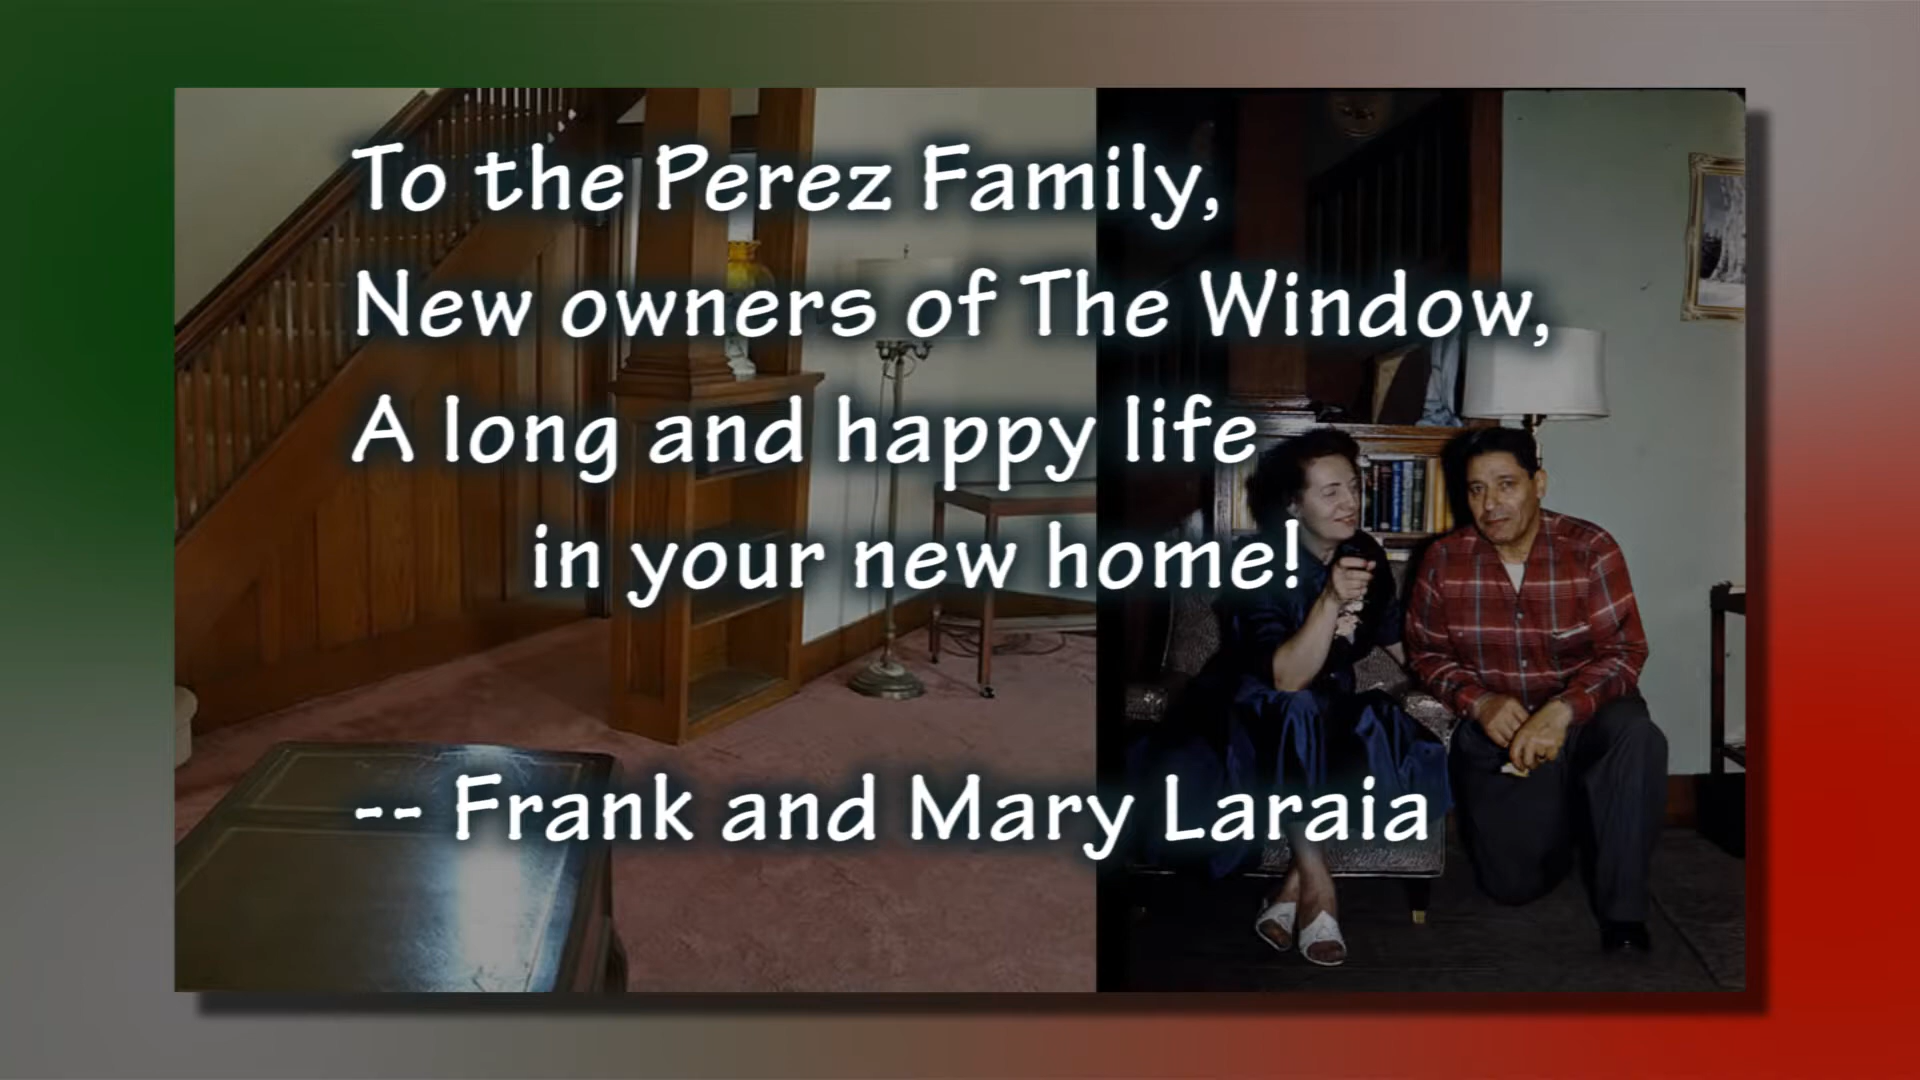 To the Perez Family,
New owners of The Window,
A long and happy life
in your new home!
-- Frank and Mary Laraia